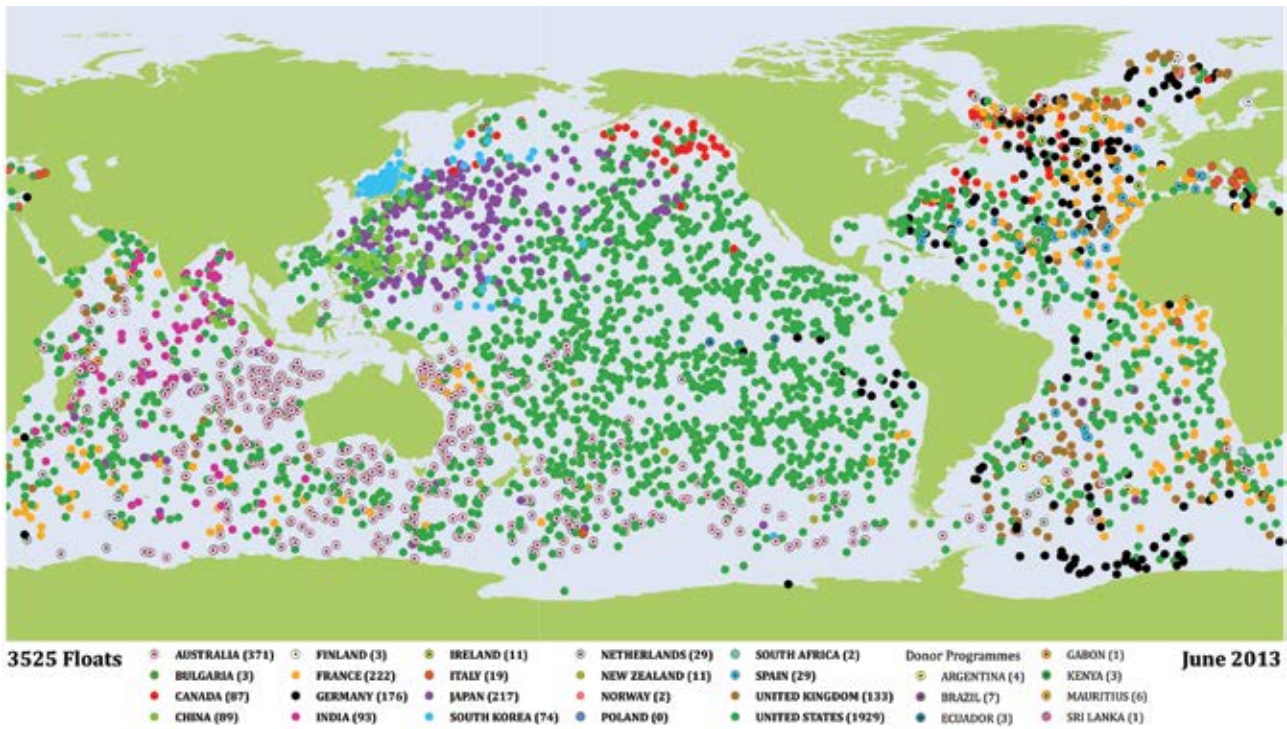 3525 Floats
AUSTRALIA (371) FINLAND (3) IRELAND (11) NETHERLANDS (29) SOUTH AFRICA (2) Donor Programmes GABON (1) June 2013
BULGARIA (3) FRANCE (222) ITALY (19) NEW ZEALAND (11) SPAIN (29) ARGENTINA (4) KENYA (3)
CANADA (87) GERMANY (176) JAPAN (217) NORWAY (2) UNITED KINGDOM (133) BRAZIL (7) MAURITIUS (6)
CHINA (89) INDIA (93) SOUTH KOREA (74) POLAND (0) UNITED STATES (1929) ECUADOR (3) SRI LANKA (1)